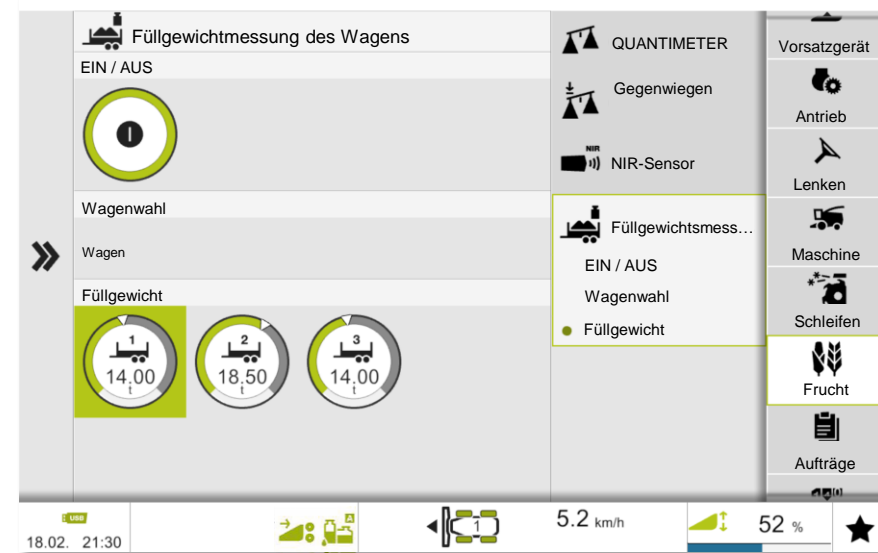 Füllgewichtmessung des Wagens
EIN / AUS
Wagenwahl
Wagen
Füllgewicht
1
14.00
t
2
18.50
t
3
14.00
t
QUANTIMETER
Gegenwiegen
NIR
NIR-Sensor
Füllgewichtsmess...
EIN / AUS
Wagenwahl
Füllgewicht
Vorsatzgerät
Antrieb
Lenken
Maschine
Schleifen
Frucht
Aufträge
USB
18.02. 21:30
A
1
5.2 km/h
52 %